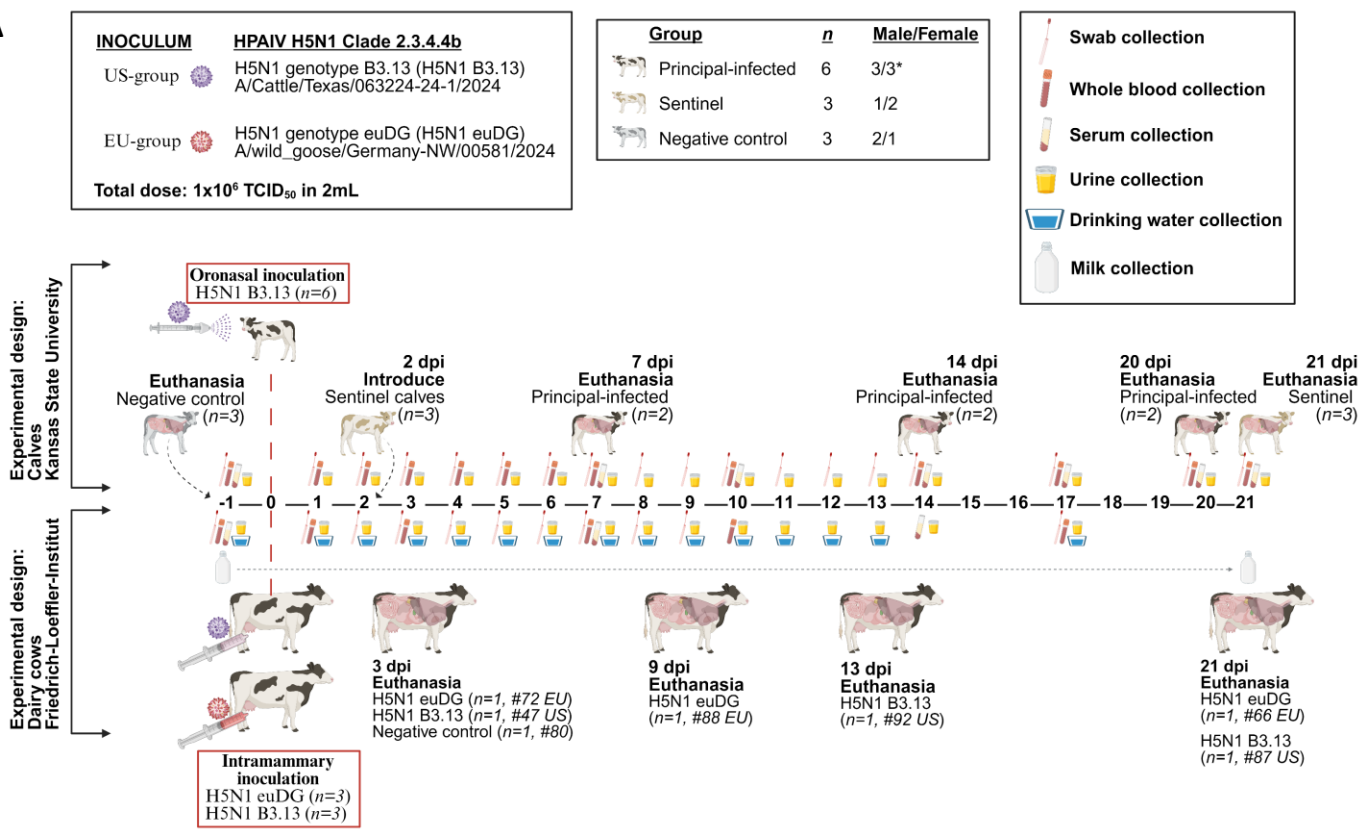 A
INOCULUM HPAIV H5N1 Clade 2.3.4.4b
US-group H5N1 genotype B3.13 (H5N1 B3.13)
A/Cattle/Texas/063224-24-1/2024
EU-group H5N1 genotype euDG (H5N1 euDG)
A/wild_goose/Germany-NW/00581/2024
Total dose: 1x10⁶ TCID₅₀ in 2mL
Group n Male/Female
Principal-infected 6 3/3*
Sentinel 3 1/2
Negative control 3 2/1
Swab collection
Whole blood collection
Serum collection
Urine collection
Drinking water collection
Milk collection
Experimental design:
Calves
Kansas State University
Oronasal inoculation
H5N1 B3.13 (n=6)
Euthanasia
Negative control
(n=3)
2 dpi
Introduce
Sentinel calves
(n=3)
7 dpi
Euthanasia
Principal-infected
(n=2)
14 dpi
Euthanasia
Principal-infected
(n=2)
20 dpi
Euthanasia
Principal-infected
(n=2)
21 dpi
Euthanasia
Sentinel
(n=3)
-1 0 1 2 3 4 5 6 7 8 9 10 11 12 13 14 15 16 17 18 19 20 21
Experimental design:
Dairy cows
Friedrich-Loeffler-Institut
3 dpi
Euthanasia
H5N1 euDG (n=1, #72 EU)
H5N1 B3.13 (n=1, #47 US)
Negative control (n=1, #80)
9 dpi
Euthanasia
H5N1 euDG
(n=1, #88 EU)
13 dpi
Euthanasia
H5N1 B3.13
(n=1, #92 US)
21 dpi
Euthanasia
H5N1 euDG
(n=1, #66 EU)
H5N1 B3.13
(n=1, #87 US)
Intramammary
inoculation
H5N1 euDG (n=3)
H5N1 B3.13 (n=3)